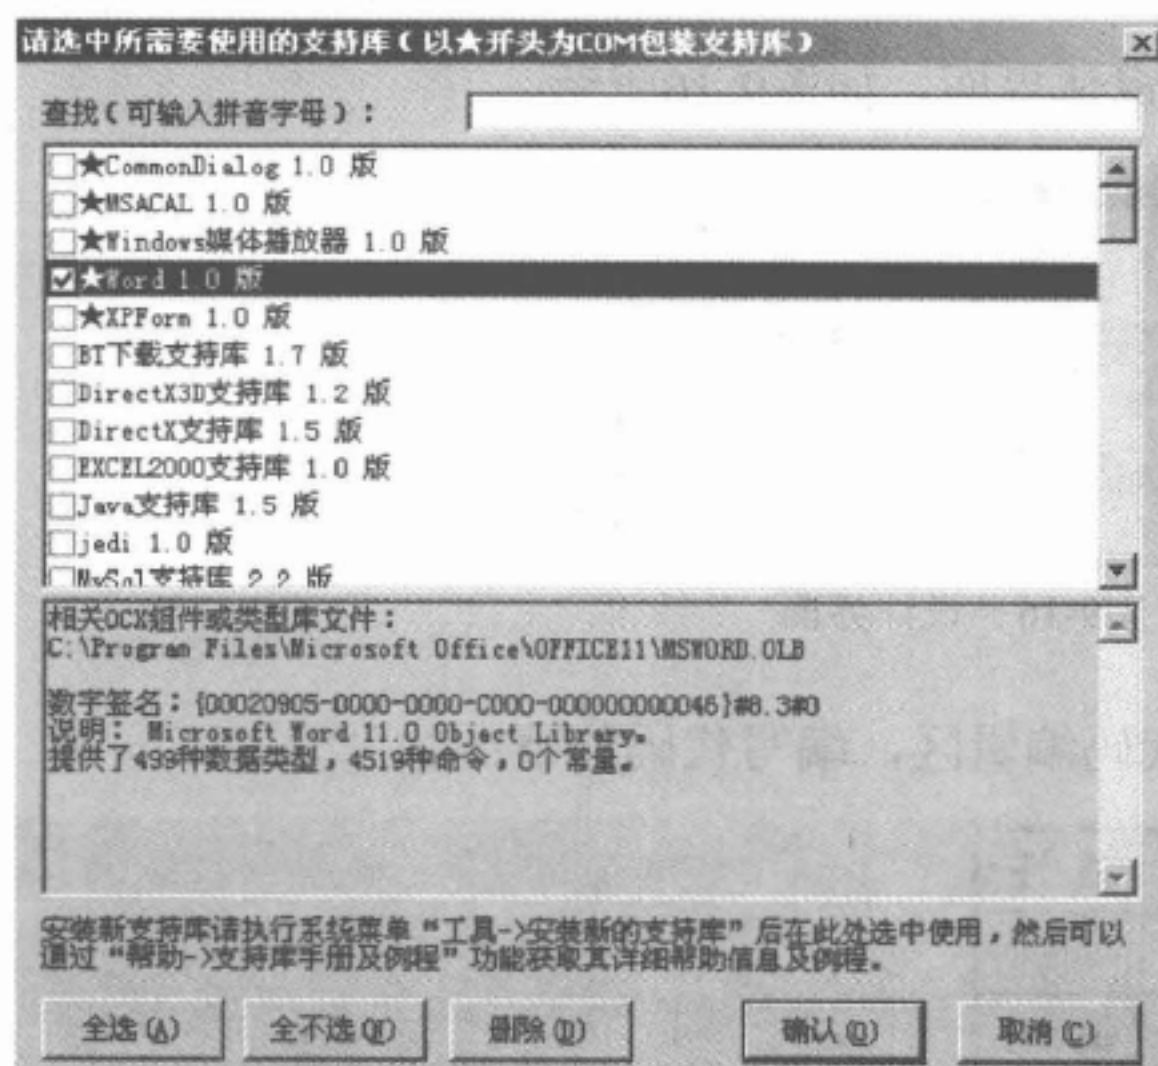 请选中所需要使用的支持库(以★开头为COM包装支持库)
查找(可输入拼音字母):
★CommonDialog 1.0 版
★MSACAL 1.0 版
★Windows媒体播放器 1.0 版
★Word 1.0 版
★XPForm 1.0 版
BT下载支持库 1.7 版
DirectX3D支持库 1.2 版
DirectX支持库 1.5 版
EXCEL2000支持库 1.0 版
Java支持库 1.5 版
jedi 1.0 版
MySql支持库 2.2 版
相关OCX组件或类型库文件:
C:\Program Files\Microsoft Office\OFFICE11\MSWORD.OLB
数字签名:{00020905-0000-0000-C000-000000000046}#8.3#0
说明: Microsoft Word 11.0 Object Library。
提供了499种数据类型,4519种命令,0个常量。
安装新支持库请执行系统菜单“工具->安装新的支持库”后在此处选中使用,然后可以
通过“帮助->支持库手册及例程”功能获取其详细帮助信息及例程。
全选(A) 全不选(N) 删除(D) 确认(O) 取消(C)